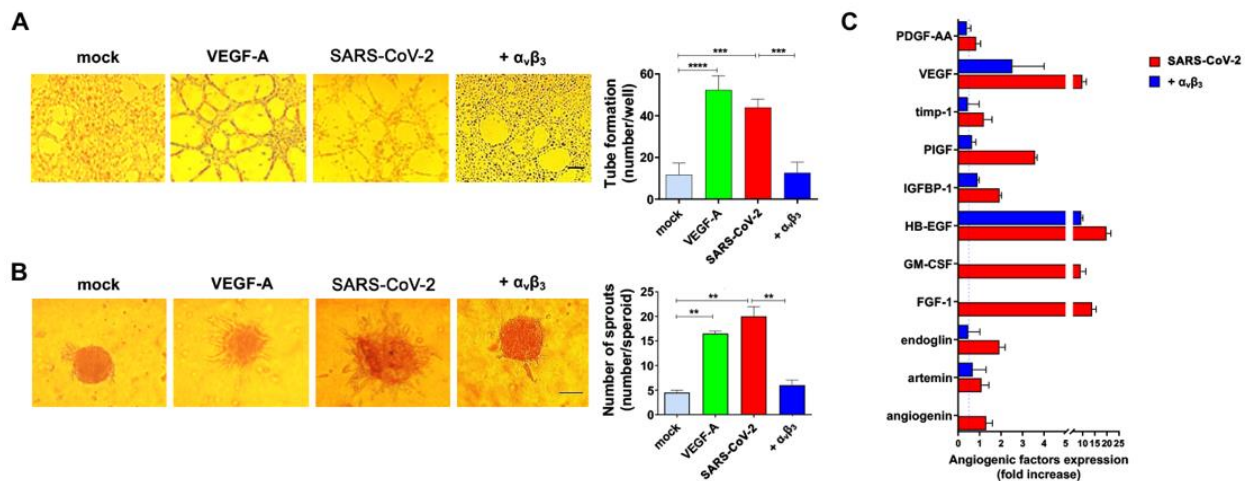 A
mock
VEGF-A
SARS-CoV-2
+ αvβ3
Tube formation
(number/well)
60
40
20
0
***
***
****
mock
VEGF-A
SARS-CoV-2
+ αvβ3
B
mock
VEGF-A
SARS-CoV-2
+ αvβ3
Number of sprouts
(number/speroid)
25
20
15
10
5
0
**
**
**
mock
VEGF-A
SARS-CoV-2
+ αvβ3
C
PDGF-AA
VEGF
timp-1
PIGF
IGFBP-1
HB-EGF
GM-CSF
FGF-1
endoglin
artemin
angiogenin
0 1 2 3 4 5 10 15 20 25
Angiogenic factors expression
(fold increase)
SARS-CoV-2
+ αvβ3